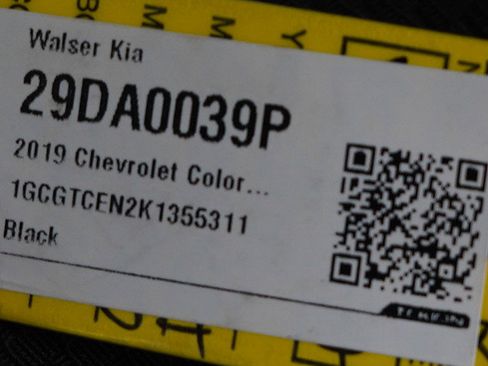 Walser Kia
29DA0039P
2019 Chevrolet Color...
1GCGTCEN2K1355311
Black